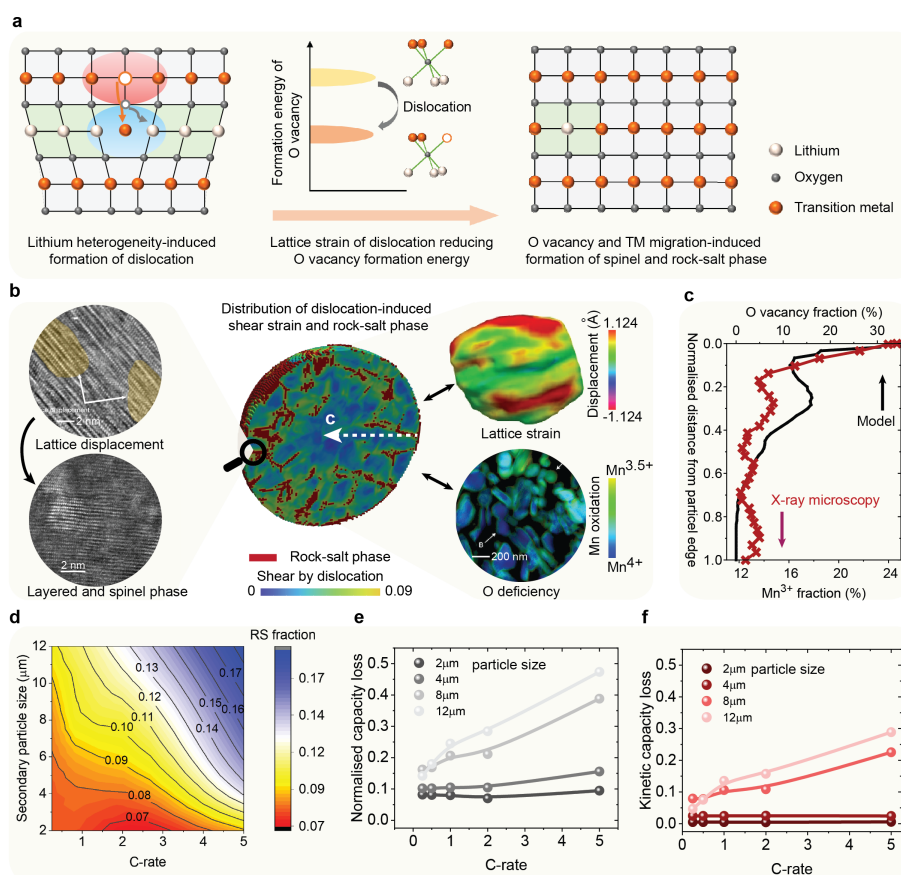 a
Formation energy of
O vacancy
Dislocation
Lithium
Oxygen
Transition metal
Lithium heterogeneity-induced
formation of dislocation
Lattice strain of dislocation reducing
O vacancy formation energy
O vacancy and TM migration-induced
formation of spinel and rock-salt phase
b
Distribution of dislocation-induced
shear strain and rock-salt phase
displacement
2 nm
Lattice displacement
2 nm
Layered and spinel phase
c
Rock-salt phase
Shear by dislocation
0
0.09
Displacement (Å)
1.124
-1.124
Lattice strain
Mn oxidation
Mn3.5+
Mn4+
B
200 nm
O deficiency
c
O vacancy fraction (%)
0 10 20 30
Normalised distance from particel edge
0.0
0.2
0.4
0.6
0.8
1.0
Model
X-ray microscopy
12 16 20 24
Mn3+ fraction (%)
d
RS fraction
Secondary particle size (μm)
12
10
8
6
4
2
0.13
0.12
0.11
0.10
0.09
0.08
0.07
0.17
0.16
0.15
0.14
1 2 3 4 5
C-rate
0.17
0.15
0.13
0.11
0.09
0.07
e
Normalised capacity loss
0.5
0.4
0.3
0.2
0.1
0.0
2μm particle size
4μm
8μm
12μm
0 1 2 3 4 5
C-rate
f
Kinetic capacity loss
0.5
0.4
0.3
0.2
0.1
0.0
2μm particle size
4μm
8μm
12μm
0 1 2 3 4 5
C-rate